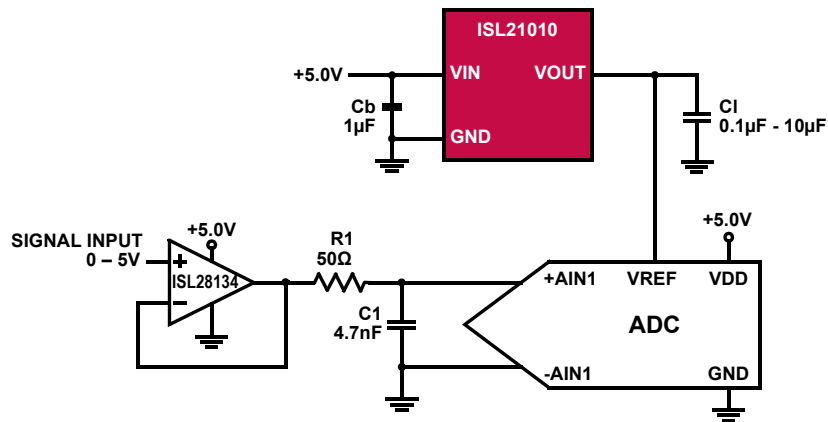 ISL21010
+5.0V
VIN
VOUT
Cb
1µF
GND
Cl
0.1µF - 10µF
SIGNAL INPUT
0 – 5V
+5.0V
+
ISL28134
–
R1
50Ω
C1
4.7nF
+5.0V
+AIN1
VREF
VDD
ADC
-AIN1
GND